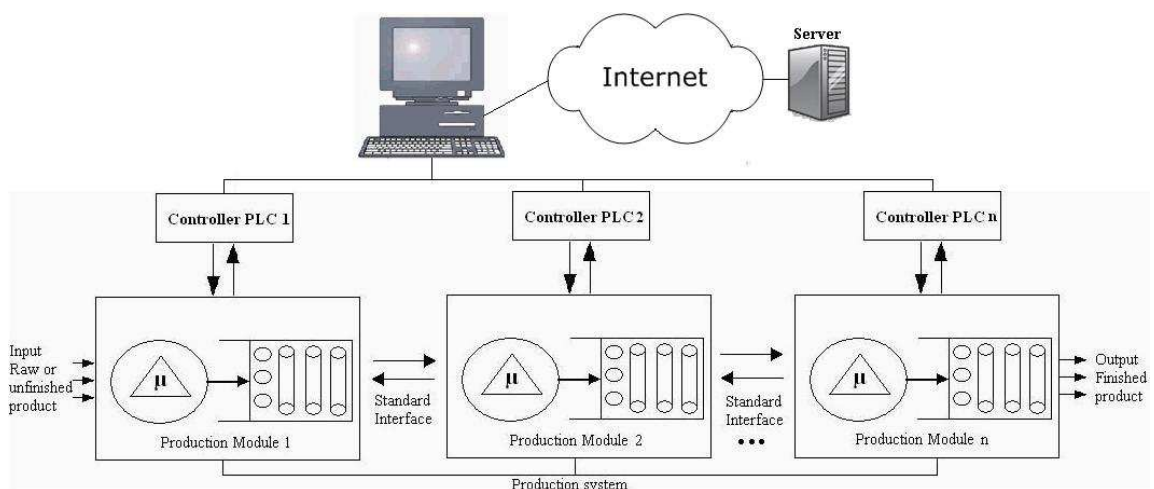 Server
Internet
Controller PLC 1
Controller PLC 2
Controller PLC n
Input
Raw or
unfinished
product
μ
Production Module 1
Standard
Interface
μ
Production Module 2
Standard
Interface
•••
μ
Production Module n
Output
Finished
product
Production system